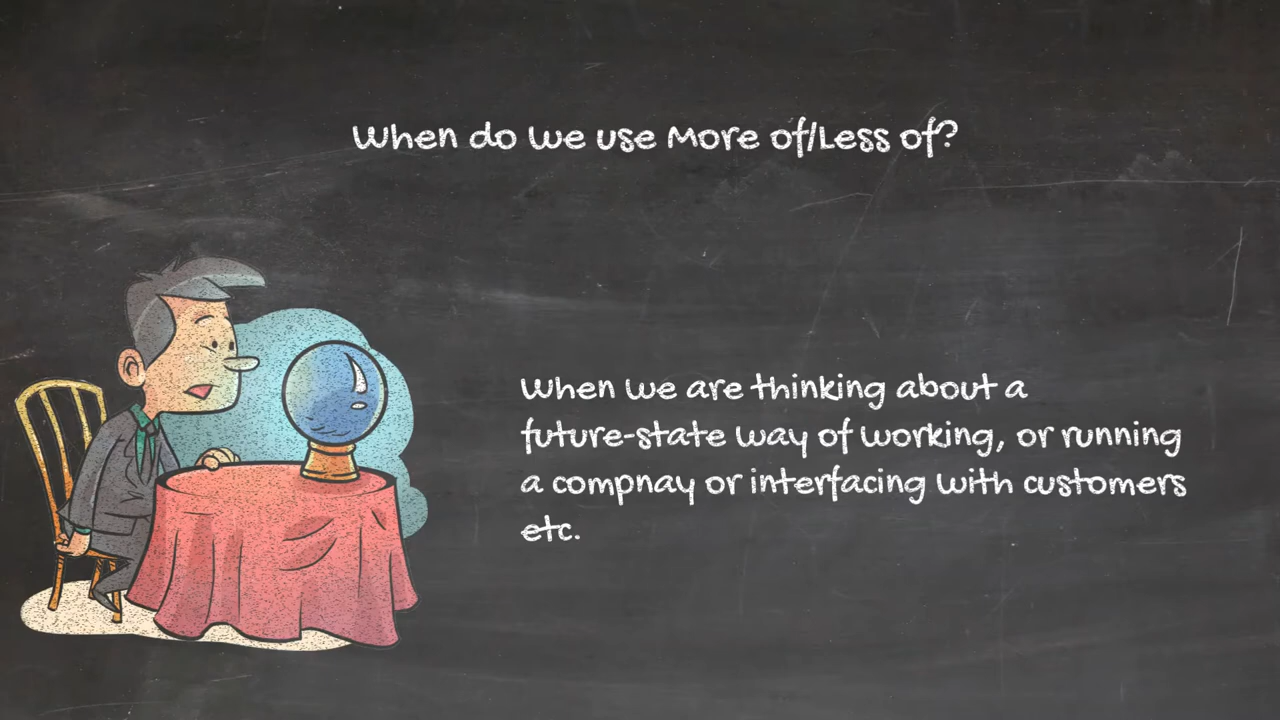 When do we use More of/Less of?
When we are thinking about a
future-state way of working, or running
a compnay or interfacing with customers
etc.